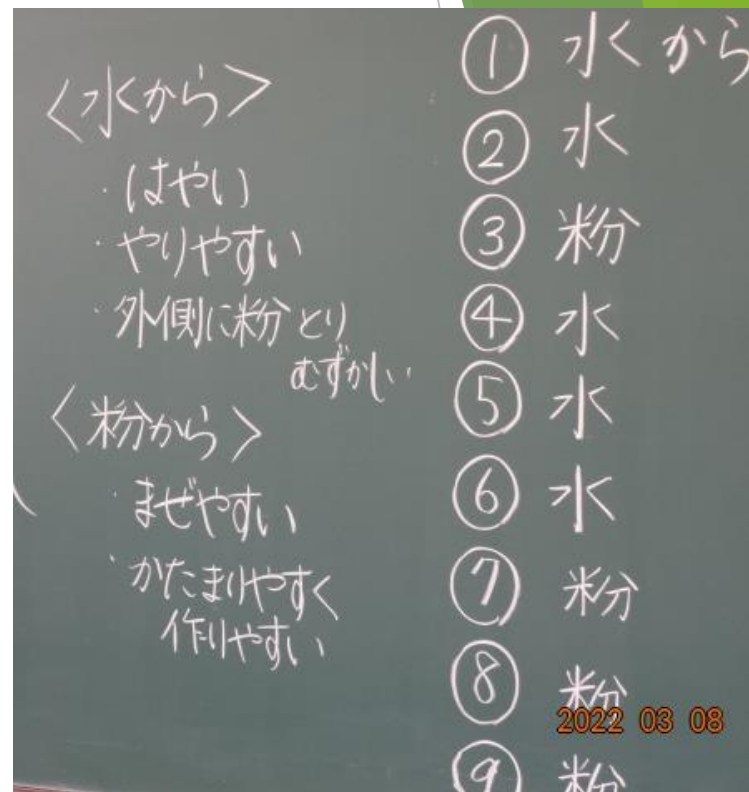 <水から>
・はやい
・やりやすい
・外側に粉とり
むずかしい
<粉から>
・まぜやすい
・かたまりやすく
作りやすい
① 水から
② 水
③ 粉
④ 水
⑤ 水
⑥ 水
⑦ 粉
⑧ 粉
⑨ 粉
2022 03 08